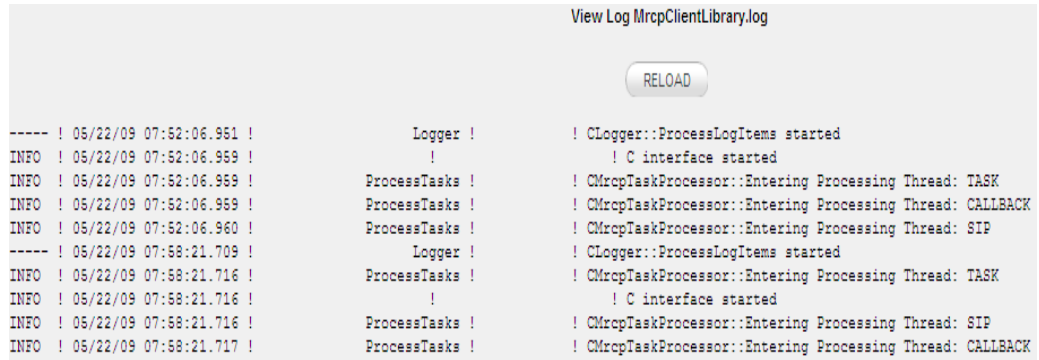 View Log MrcpClientLibrary.log
RELOAD
----- ! 05/22/09 07:52:06.951 ! Logger ! ! CLogger::ProcessLogItems started
INFO ! 05/22/09 07:52:06.959 ! ! ! C interface started
INFO ! 05/22/09 07:52:06.959 ! ProcessTasks ! ! CMrcpTaskProcessor::Entering Processing Thread: TASK
INFO ! 05/22/09 07:52:06.959 ! ProcessTasks ! ! CMrcpTaskProcessor::Entering Processing Thread: CALLBACK
INFO ! 05/22/09 07:52:06.960 ! ProcessTasks ! ! CMrcpTaskProcessor::Entering Processing Thread: SIP
----- ! 05/22/09 07:58:21.709 ! Logger ! ! CLogger::ProcessLogItems started
INFO ! 05/22/09 07:58:21.716 ! ProcessTasks ! ! CMrcpTaskProcessor::Entering Processing Thread: TASK
INFO ! 05/22/09 07:58:21.716 ! ! ! C interface started
INFO ! 05/22/09 07:58:21.716 ! ProcessTasks ! ! CMrcpTaskProcessor::Entering Processing Thread: SIP
INFO ! 05/22/09 07:58:21.717 ! ProcessTasks ! ! CMrcpTaskProcessor::Entering Processing Thread: CALLBACK